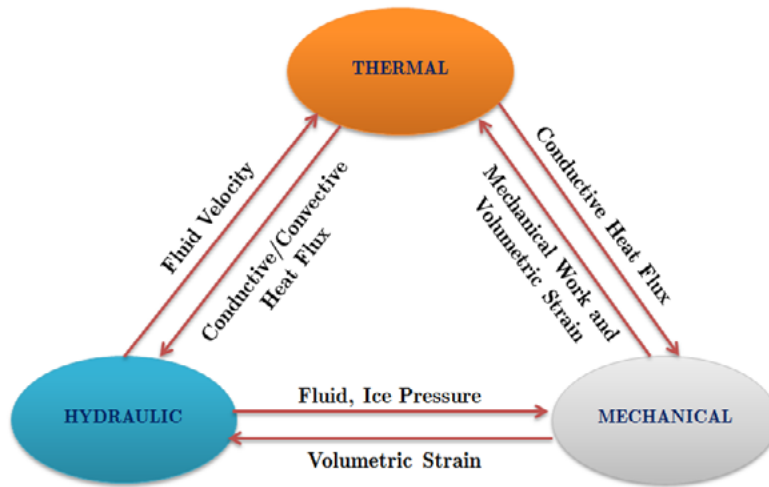 THERMAL
Fluid Velocity
Conductive/Convective
Heat Flux
Mechanical Work and
Volumetric Strain
Conductive Heat Flux
HYDRAULIC
Fluid, Ice Pressure
MECHANICAL
Volumetric Strain